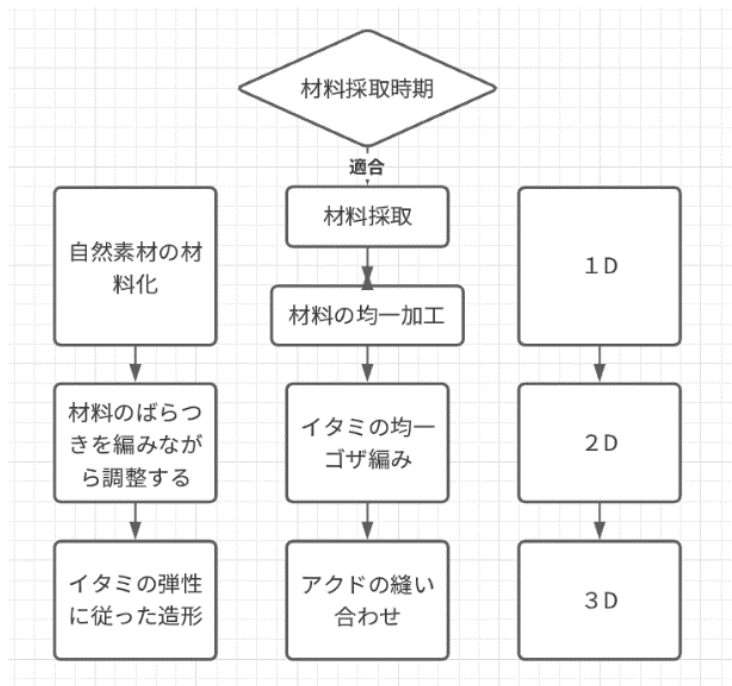 材料採取時期
適合
自然素材の材
料化
材料採取
材料の均一加工
１D
材料のばらつ
きを編みなが
ら調整する
イタミの均一
ゴザ編み
２D
イタミの弾性
に従った造形
アクドの縫い
合わせ
３D